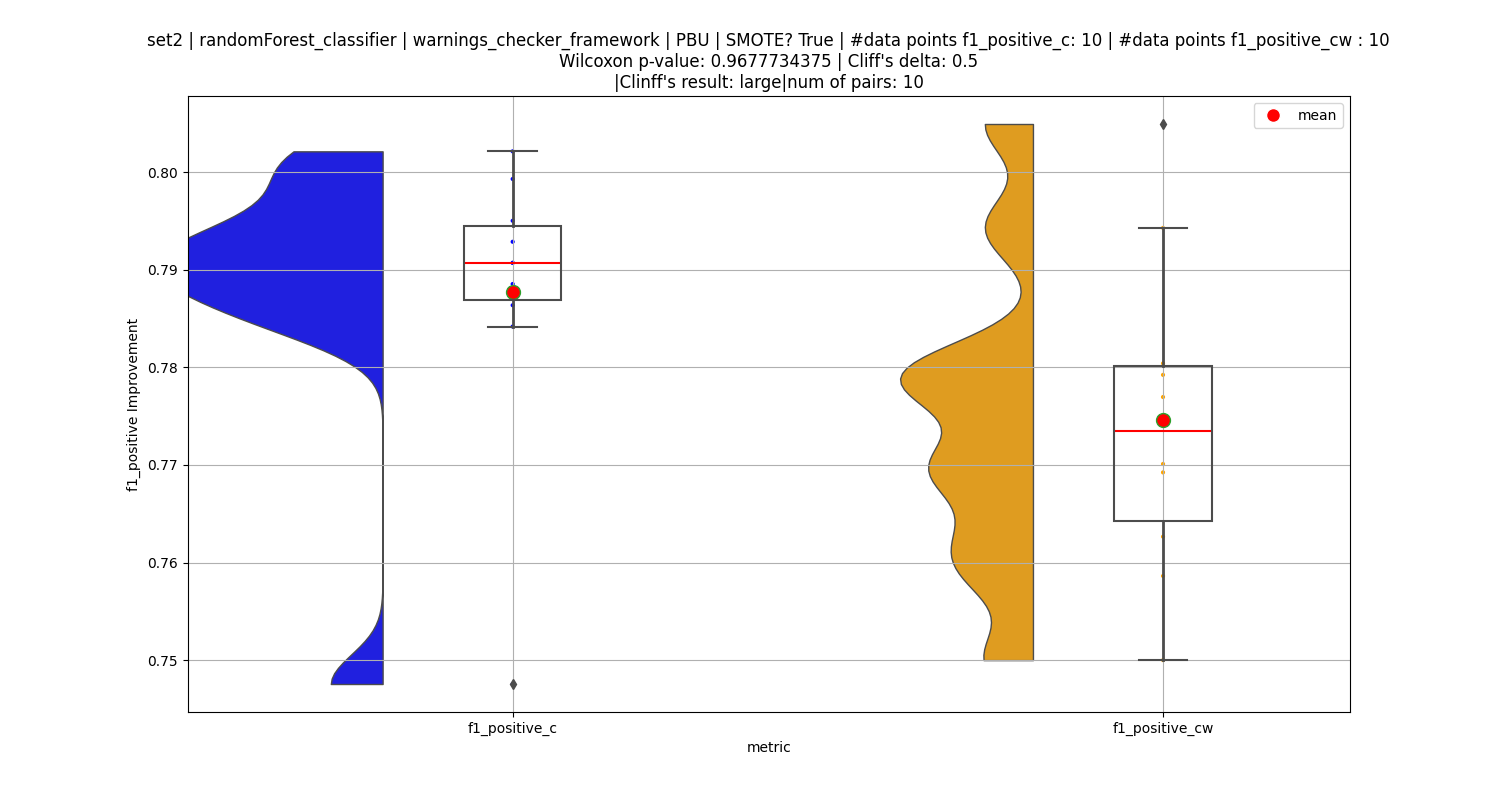 set2 | randomForest_classifier | warnings_checker_framework | PBU | SMOTE? True | #data points f1_positive_c: 10 | #data points f1_positive_cw : 10
Wilcoxon p-value: 0.9677734375 | Cliff's delta: 0.5
|Clinff's result: large|num of pairs: 10
mean
0.80
0.79
0.78
0.77
0.76
0.75
f1_positive Improvement
f1_positive_c
f1_positive_cw
metric